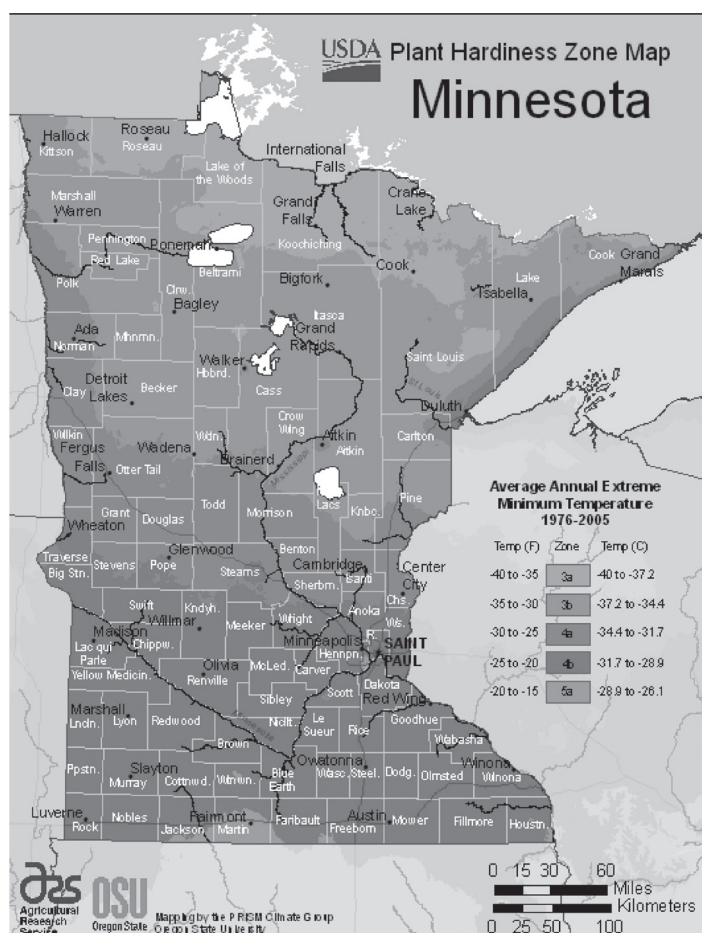 USDA Plant Hardiness Zone Map
Minnesota
Hallock
Kittson
Roseau
Roseau
Lake of
the Woods
International
Falls
Grand
Falls
Crane
Lake
Marshall
Warren
Koochiching
Pennington
Ponemah
Red Lake
Beltrami
Cook
Cook
Grand
Marais
Lake
Isabella
Polk
Clrw.
Bagley
Bigfork
Itasca
Grand
Rapids
Ada
Norman
Mhnmn.
Walker
Hbbrd.
Cass
Saint Louis
St Louis
Duluth
Detroit
Lakes
Clay
Becker
Crow
Wing
Aitkin
Aitkin
Carlton
Wilkin
Fergus
Falls
Otter Tail
Wadena
Wdn.
Brainerd
Mississippi
Pine
Lacs
Knbc.
Todd
Morrison
Grant
Douglas
Wheaton
Traverse
Big Stn.
Stevens
Pope
Glenwood
Stearns
Benton
Cambridge
Isanti
Sherbrn.
Center
City
Chs.
Anoka
Swift
Kndyh.
Willmar
Meeker
Wright
Minneapolis
Hennpn.
R.
Ws.
SAINT
PAUL
Madison
Lac qui
Parle
Chippw.
Yellow Medicin.
Olivia
Renville
McLed.
Carver
Scott
Dakota
Red Wing
Sibley
Marshall
Lncln.
Lyon
Redwood
Minnesota
Nicllt.
Le
Sueur
Rice
Goodhue
Wabasha
Brown
Owatonna
Winona
Ppstn.
Slayton
Murray
Cottnwd.
Wtnwn.
Blue
Earth
Wasc.
Steel.
Dodg.
Olmsted
Winona
Luverne
Rock
Nobles
Jackson
Fairmont
Martin
Faribault
Freeborn
Austin
Mower
Fillmore
Houstn.
Average Annual Extreme
Minimum Temperature
1976-2005
Temp (F) Zone Temp (C)
-40 to -35 3a -40 to -37.2
-35 to -30 3b -37.2 to -34.4
-30 to -25 4a -34.4 to -31.7
-25 to -20 4b -31.7 to -28.9
-20 to -15 5a -28.9 to -26.1
0 15 30 60
Miles
Kilometers
0 25 50 100
ars
Agricultural
Research
Service
OSU
Oregon State
Mapping by the PRISM Climate Group
Oregon State University